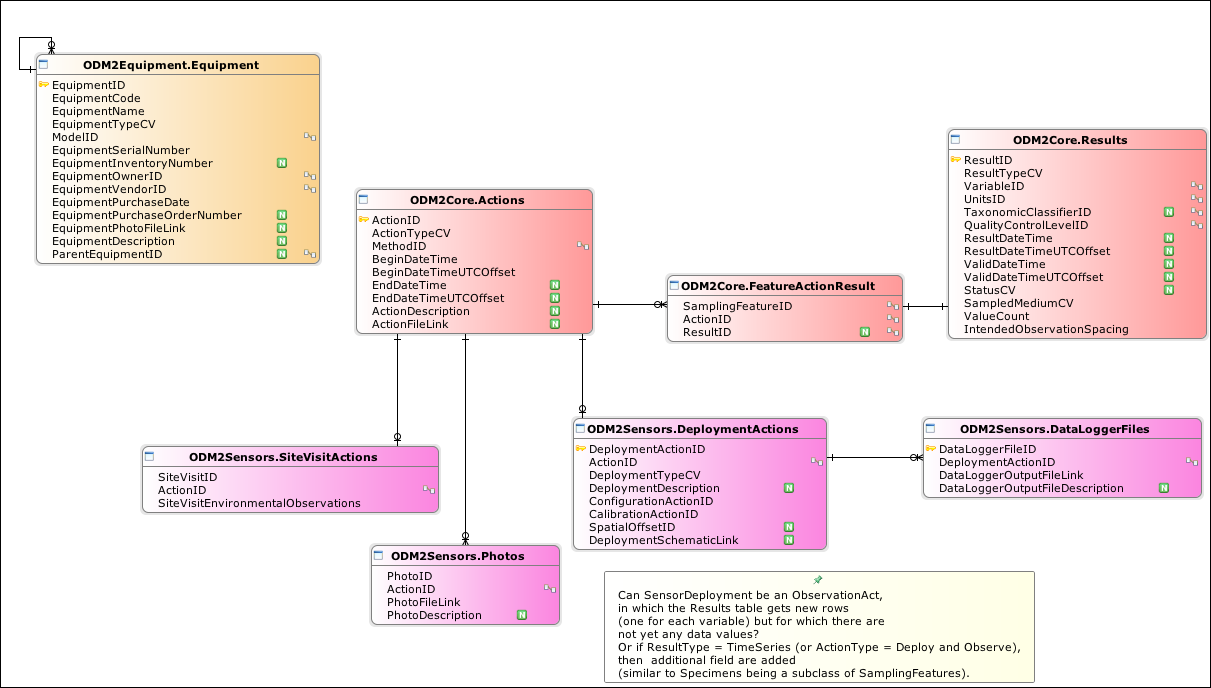 ODM2Equipment.Equipment
EquipmentID
EquipmentCode
EquipmentName
EquipmentTypeCV
ModelID
EquipmentSerialNumber
EquipmentInventoryNumber N
EquipmentOwnerID
EquipmentVendorID
EquipmentPurchaseDate
EquipmentPurchaseOrderNumber N
EquipmentPhotoFileLink N
EquipmentDescription N
ParentEquipmentID N
ODM2Core.Actions
ActionID
ActionTypeCV
MethodID
BeginDateTime
BeginDateTimeUTCOffset
EndDateTime N
EndDateTimeUTCOffset N
ActionDescription N
ActionFileLink N
ODM2Core.FeatureActionResult
SamplingFeatureID
ActionID
ResultID N
ODM2Core.Results
ResultID
ResultTypeCV
VariableID
UnitsID
TaxonomicClassifierID N
QualityControlLevelID
ResultDateTime N
ResultDateTimeUTCOffset N
ValidDateTime N
ValidDateTimeUTCOffset N
StatusCV N
SampledMediumCV
ValueCount
IntendedObservationSpacing
ODM2Sensors.SiteVisitActions
SiteVisitID
ActionID
SiteVisitEnvironmentalObservations
ODM2Sensors.Photos
PhotoID
ActionID
PhotoFileLink
PhotoDescription N
ODM2Sensors.DeploymentActions
DeploymentActionID
ActionID
DeploymentTypeCV
DeploymentDescription N
ConfigurationActionID
CalibrationActionID
SpatialOffsetID N
DeploymentSchematicLink N
ODM2Sensors.DataLoggerFiles
DataLoggerFileID
DeploymentActionID
DataLoggerOutputFileLink
DataLoggerOutputFileDescription N
Can SensorDeployment be an ObservationAct,
in which the Results table gets new rows
(one for each variable) but for which there are
not yet any data values?
Or if ResultType = TimeSeries (or ActionType = Deploy and Observe),
then additional field are added
(similar to Specimens being a subclass of SamplingFeatures).